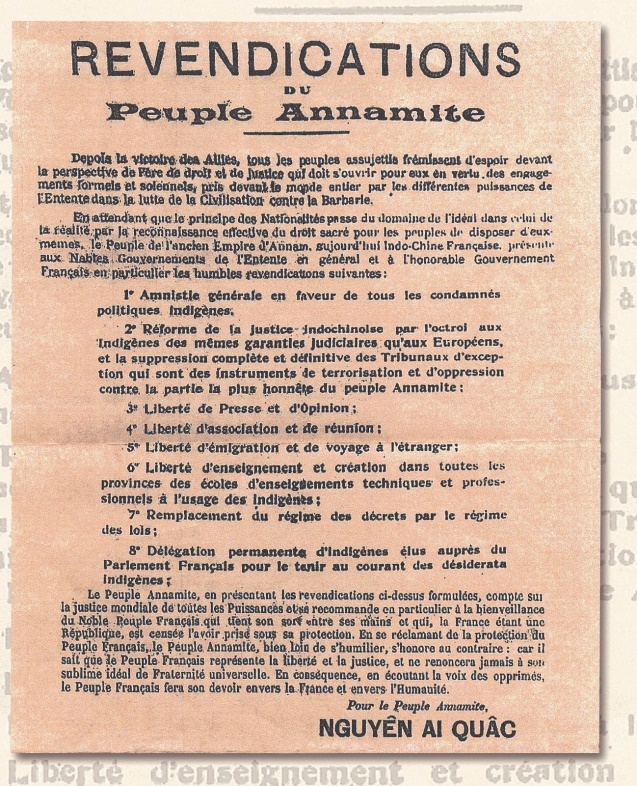 REVENDICATIONS
DU
Peuple Annamite
Depuis la victoire des Alliés, tous les peuples assujettis frémissent d'espoir devant
la perspective de l'ère de droit et de justice qui doit s'ouvrir pour eux en vertu des engage-
ments formels et solennels, pris devant le monde entier par les différentes puissances de
l'Entente dans la lutte de la Civilisation contre la Barbarie.
En attendant que le principe des Nationalités passe du domaine de l'idéal dans celui de
la réalité par la reconnaissance effective du droit sacré pour les peuples de disposer d'eux-
mêmes, le Peuple de l'ancien Empire d'Annam, aujourd'hui Indo-Chine Française, présente
aux Nobles Gouvernements de l'Entente en général et à l'honorable Gouvernement
Français en particulier les humbles revendications suivantes :
1° Amnistie générale en faveur de tous les condamnés
politiques indigènes.
2° Réforme de la justice indochinoise par l'octroi aux
Indigènes des mêmes garanties judiciaires qu'aux Européens,
et la suppression complète et définitive des Tribunaux d'excep-
tion qui sont des instruments de terrorisation et d'oppression
contre la partie la plus honnête du peuple Annamite ;
3° Liberté de Presse et d'Opinion ;
4° Liberté d'association et de réunion ;
5° Liberté d'émigration et de voyage à l'étranger ;
6° Liberté d'enseignement et création dans toutes les
provinces des écoles d'enseignements techniques et profes-
sionnels à l'usage des indigènes ;
7° Remplacement du régime des décrets par le régime
des lois ;
8° Délégation permanente d'indigènes élus auprès du
Parlement Français pour le tenir au courant des désiderata
indigènes ;
Le Peuple Annamite, en présentant les revendications ci-dessus formulées, compte sur
la justice mondiale de toutes les Puissances et se recommande en particulier à la bienveillance
du Noble Peuple Français qui tient son sort entre ses mains et qui, la France étant une
République, est censée l'avoir pris sous sa protection. En se réclamant de la protection du
Peuple Français, le Peuple Annamite, bien loin de s'humilier, s'honore au contraire : car il
sait que le Peuple Français représente la liberté et la justice, et ne renoncera jamais à son
sublime idéal de Fraternité universelle. En conséquence, en écoutant la voix des opprimés,
le Peuple Français fera son devoir envers la France et envers l'Humanité.
Pour le Peuple Annamite,
NGUYÊN AI QUÂC
Liberté d'enseignement et création